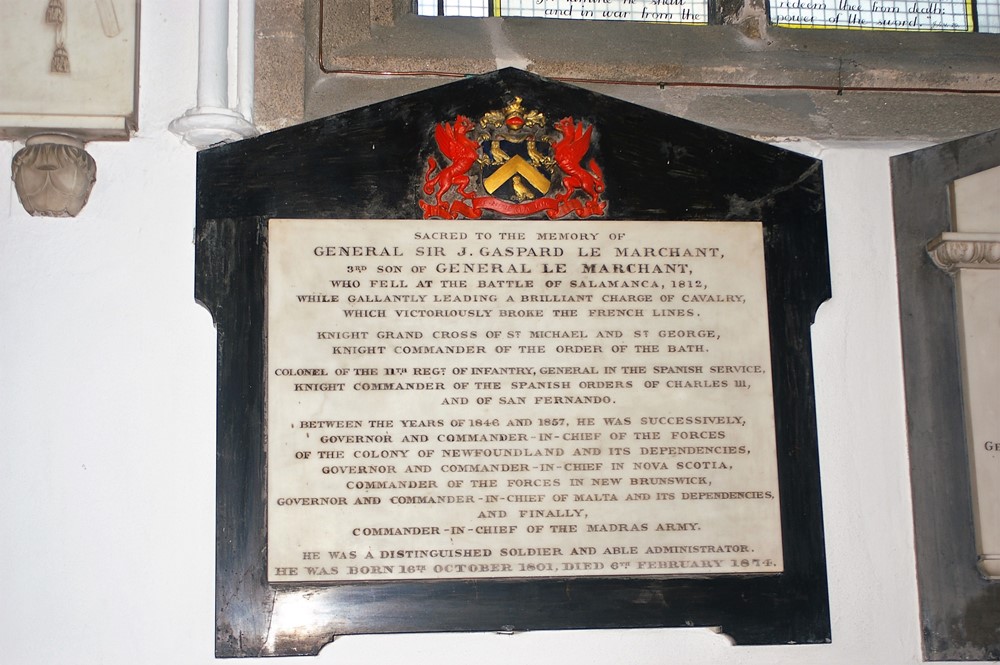 and in war from the
redeem thee from death;
power of the sword."
SACRED TO THE MEMORY OF
GENERAL SIR J. GASPARD LE MARCHANT,
3RD SON OF GENERAL LE MARCHANT,
WHO FELL AT THE BATTLE OF SALAMANCA, 1812,
WHILE GALLANTLY LEADING A BRILLIANT CHARGE OF CAVALRY,
WHICH VICTORIOUSLY BROKE THE FRENCH LINES.
KNIGHT GRAND CROSS OF ST MICHAEL AND ST GEORGE,
KNIGHT COMMANDER OF THE ORDER OF THE BATH.
COLONEL OF THE 11TH REGT OF INFANTRY, GENERAL IN THE SPANISH SERVICE,
KNIGHT COMMANDER OF THE SPANISH ORDERS OF CHARLES III,
AND OF SAN FERNANDO.
BETWEEN THE YEARS OF 1846 AND 1857, HE WAS SUCCESSIVELY,
GOVERNOR AND COMMANDER-IN-CHIEF OF THE FORCES
OF THE COLONY OF NEWFOUNDLAND AND ITS DEPENDENCIES,
GOVERNOR AND COMMANDER-IN-CHIEF IN NOVA SCOTIA,
COMMANDER OF THE FORCES IN NEW BRUNSWICK,
GOVERNOR AND COMMANDER-IN-CHIEF OF MALTA AND ITS DEPENDENCIES,
AND FINALLY,
COMMANDER-IN-CHIEF OF THE MADRAS ARMY.
HE WAS A DISTINGUISHED SOLDIER AND ABLE ADMINISTRATOR.
HE WAS BORN 16TH OCTOBER 1801, DIED 6TH FEBRUARY 1874.